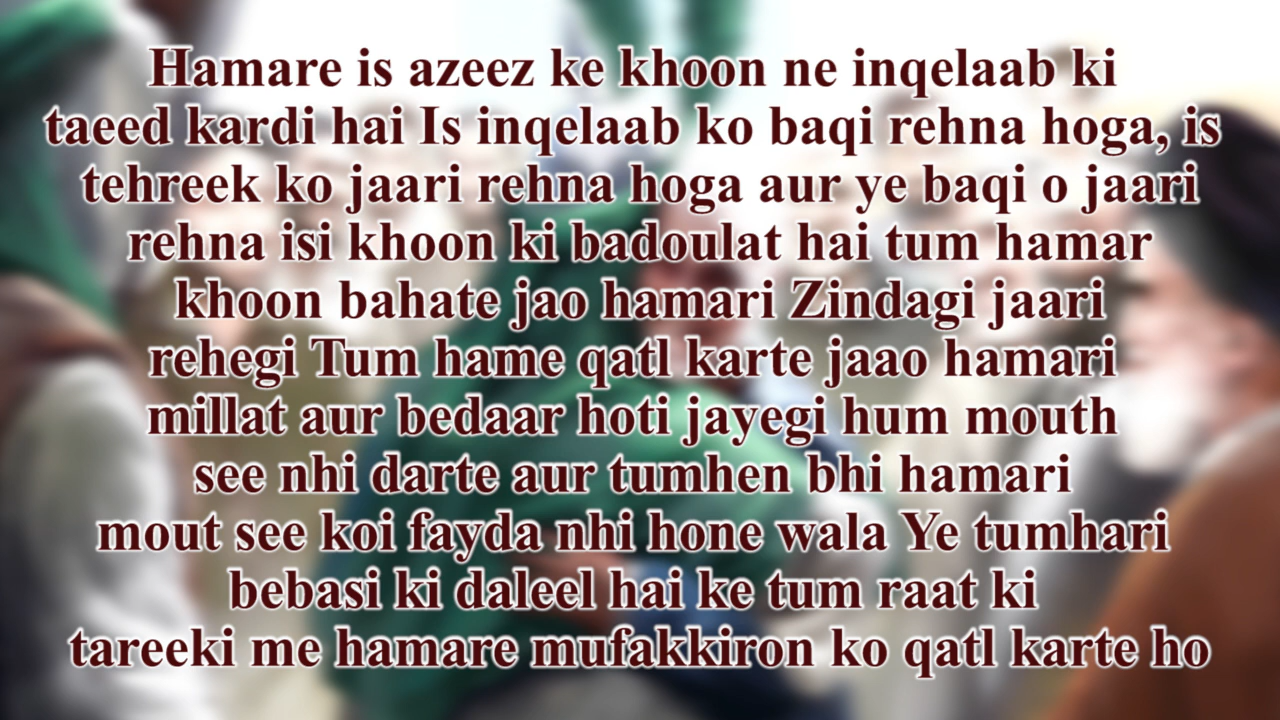 Hamare is azeez ke khoon ne inqelaab ki
taeed kardi hai Is inqelaab ko baqi rehna hoga, is
tehreek ko jaari rehna hoga aur ye baqi o jaari
rehna isi khoon ki badoulat hai tum hamar
khoon bahate jao hamari Zindagi jaari
rehegi Tum hame qatl karte jaao hamari
millat aur bedaar hoti jayegi hum mouth
see nhi darte aur tumhen bhi hamari
mout see koi fayda nhi hone wala Ye tumhari
bebasi ki daleel hai ke tum raat ki
tareeki me hamare mufakkiron ko qatl karte ho